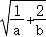 √(1/a + 2/b)